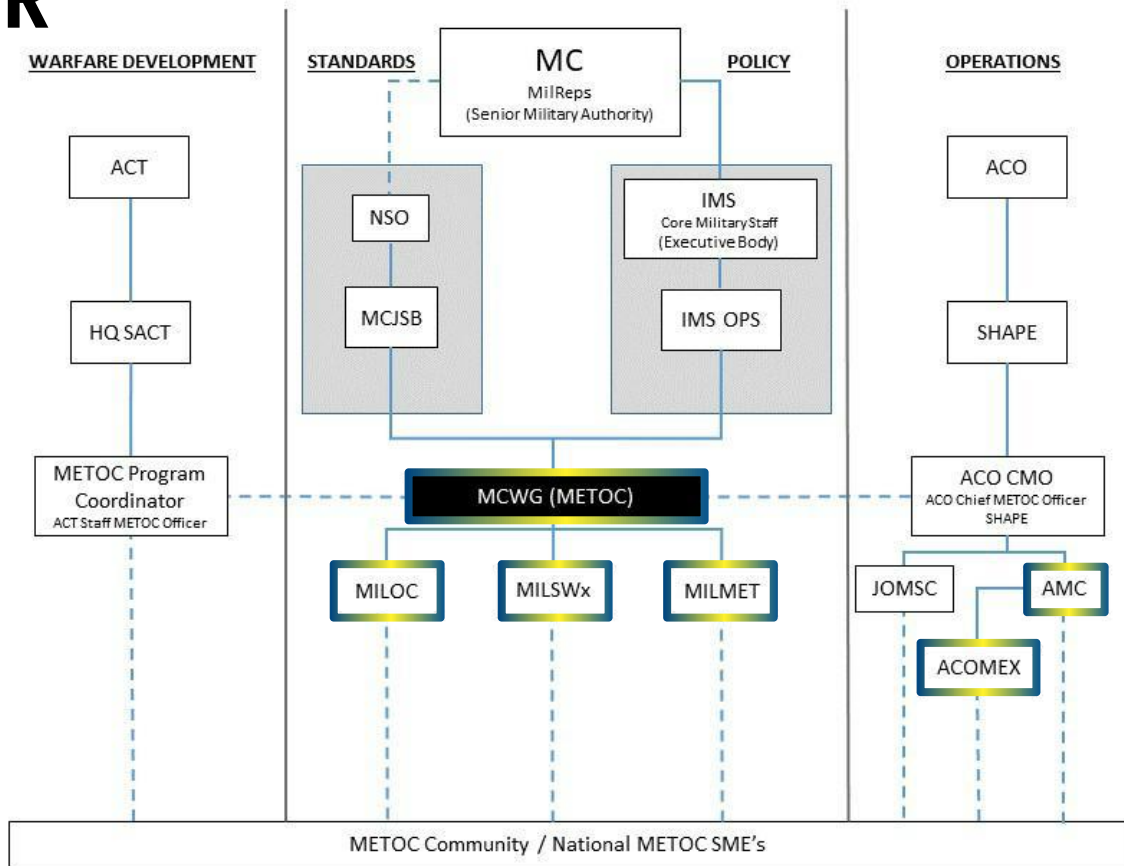 R
WARFARE DEVELOPMENT
STANDARDS
MC
MilReps
(Senior Military Authority)
POLICY
OPERATIONS
ACT
NSO
IMS
Core Military Staff
(Executive Body)
ACO
HQ SACT
MCJSB
IMS OPS
SHAPE
METOC Program
Coordinator
ACT Staff METOC Officer
MCWG (METOC)
ACO CMO
ACO Chief METOC Officer
SHAPE
MILOC
MILSWx
MILMET
JOMSC
AMC
ACOMEX
METOC Community / National METOC SME's